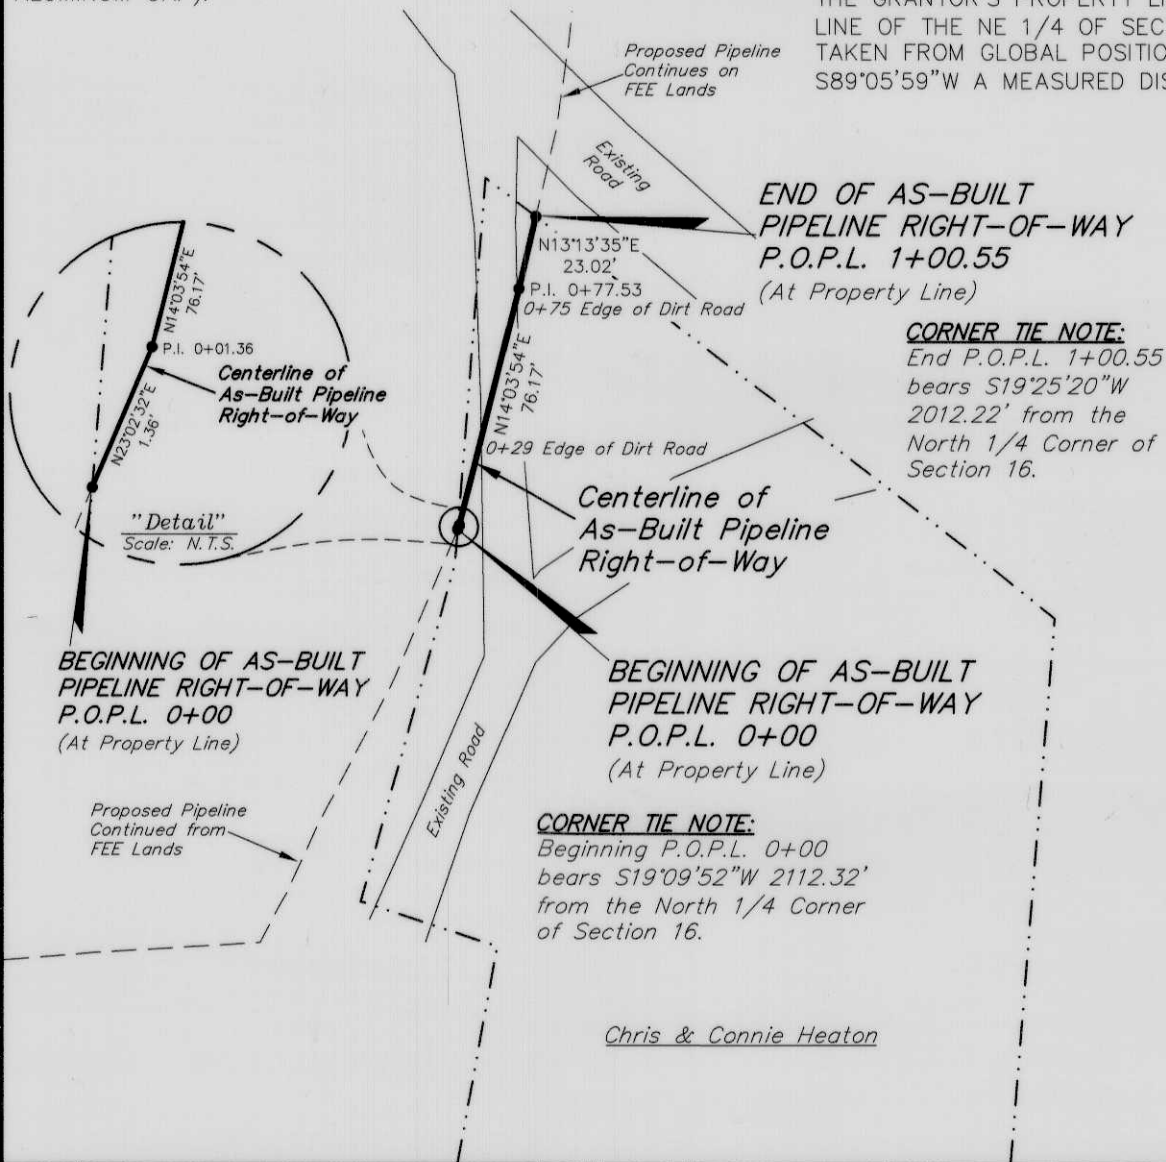 THE GRANTOR'S PROPERTY
LINE OF THE NE 1/4 OF SEC
TAKEN FROM GLOBAL
S89°05'59"W A MEASURED
Proposed Pipeline
Continues on
FEE Lands
Existing
Road
END OF AS-BUILT
PIPELINE RIGHT-OF-WAY
P.O.P.L. 1+00.55
(At Property Line)
N13°13'35"E
23.02'
P.I. 0+77.53
0+75 Edge of Dirt Road
N14°03'54"E
76.17'
0+29 Edge of Dirt Road
CORNER TIE NOTE:
End P.O.P.L. 1+00.55
bears S19°25'20"W
2012.22' from the
North 1/4 Corner of
Section 16.
N14°03'54"E
76.17'
P.I. 0+01.36
Centerline of
As-Built Pipeline
Right-of-Way
N23°02'32"E
1.36'
"Detail"
Scale: N.T.S.
Centerline of
As-Built Pipeline
Right-of-Way
BEGINNING OF AS-BUILT
PIPELINE RIGHT-OF-WAY
P.O.P.L. 0+00
(At Property Line)
BEGINNING OF AS-BUILT
PIPELINE RIGHT-OF-WAY
P.O.P.L. 0+00
(At Property Line)
Existing Road
Proposed Pipeline
Continued from
FEE Lands
CORNER TIE NOTE:
Beginning P.O.P.L. 0+00
bears S19°09'52"W 2112.32'
from the North 1/4 Corner
of Section 16.
Chris & Connie Heaton